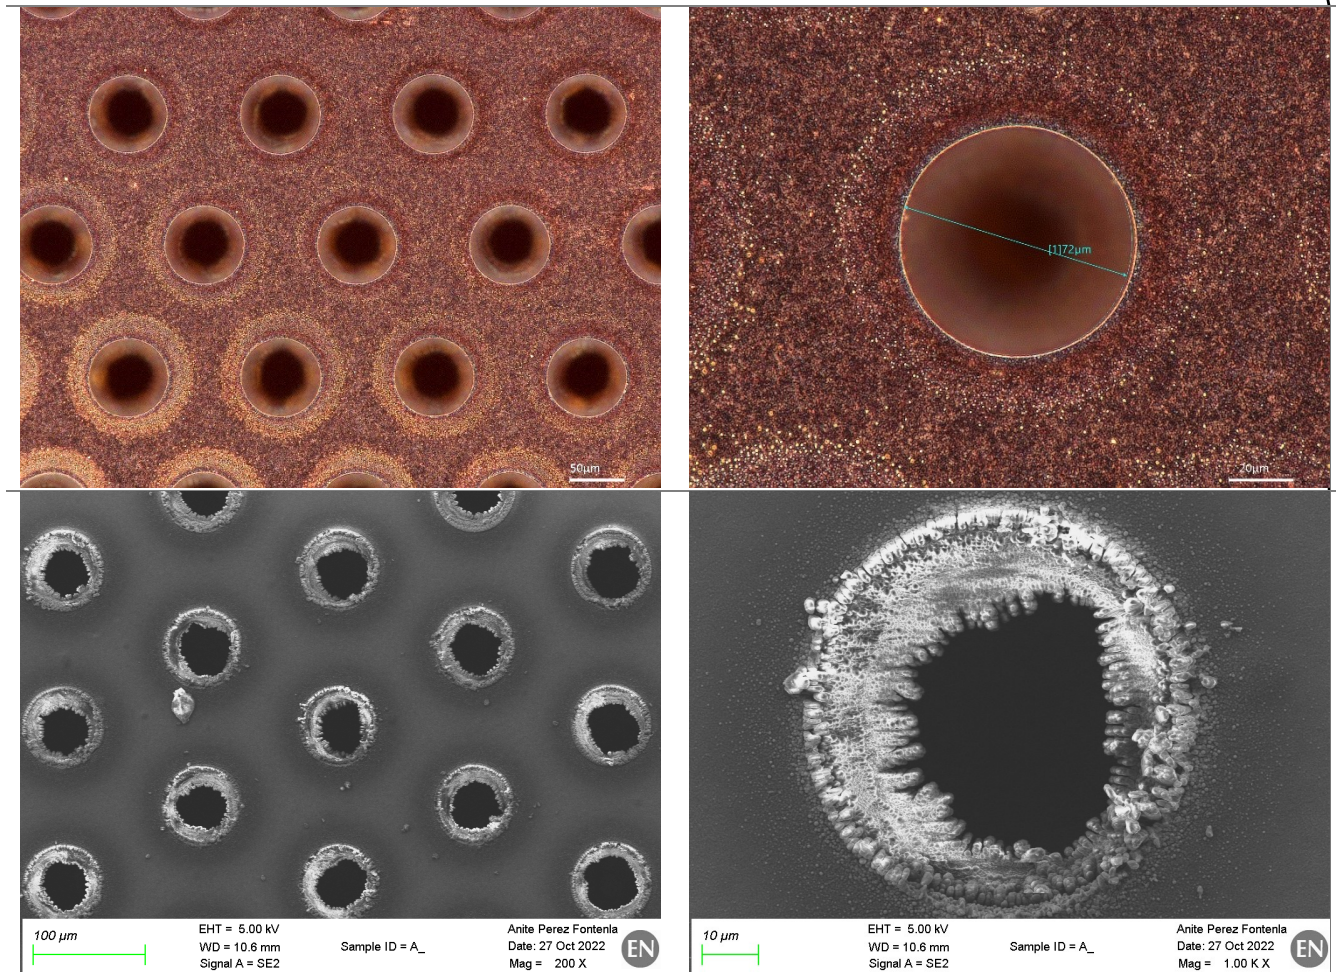 [1]72µm
50µm
20µm
100 µm
EHT = 5.00 kV
WD = 10.6 mm
Signal A = SE2
Sample ID = A_
Anite Perez Fontenla
Date: 27 Oct 2022
Mag = 200 X
EN
10 µm
EHT = 5.00 kV
WD = 10.6 mm
Signal A = SE2
Sample ID = A_
Anite Perez Fontenla
Date: 27 Oct 2022
Mag = 1.00 K X
EN